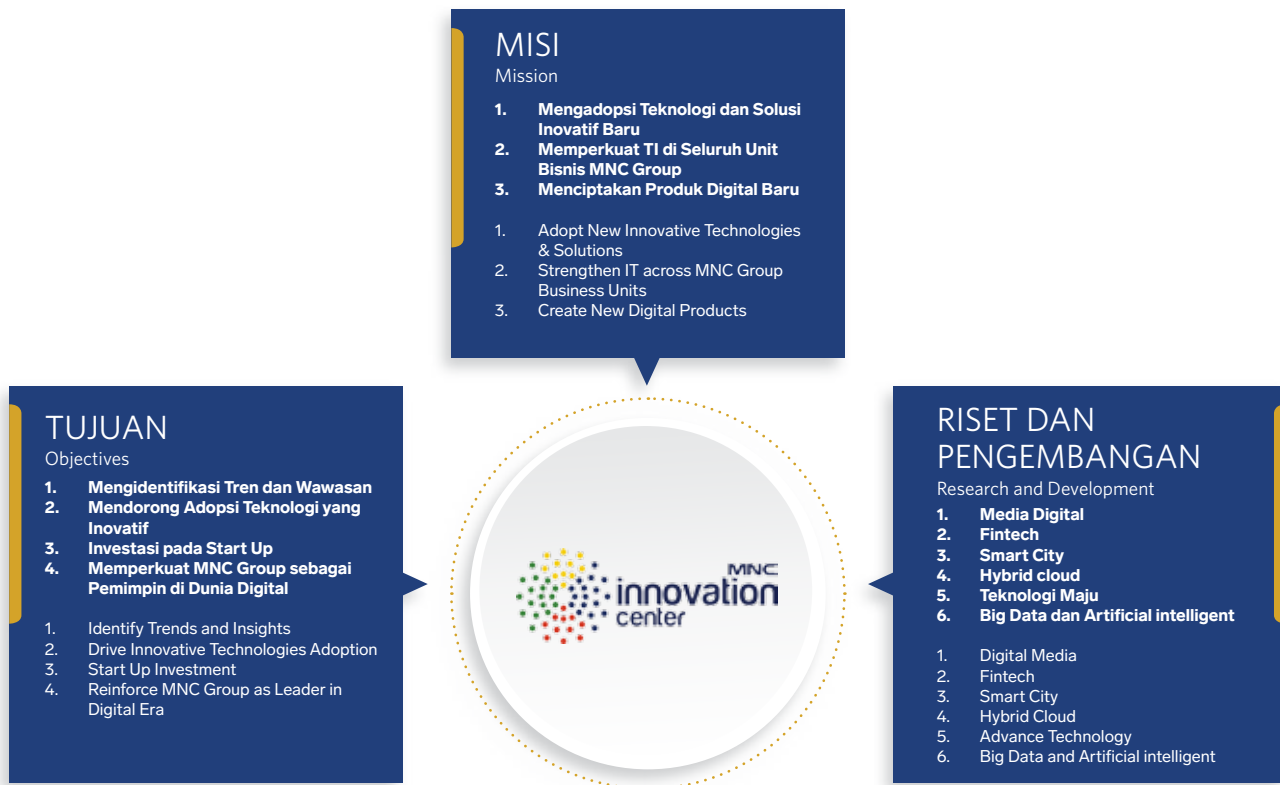 MISI
Mission
1. Mengadopsi Teknologi dan Solusi
Inovatif Baru
2. Memperkuat TI di Seluruh Unit
Bisnis MNC Group
3. Menciptakan Produk Digital Baru
1. Adopt New Innovative Technologies
& Solutions
2. Strengthen IT across MNC Group
Business Units
3. Create New Digital Products
TUJUAN
Objectives
1. Mengidentifikasi Tren dan Wawasan
2. Mendorong Adopsi Teknologi yang
Inovatif
3. Investasi pada Start Up
4. Memperkuat MNC Group sebagai
Pemimpin di Dunia Digital
1. Identify Trends and Insights
2. Drive Innovative Technologies Adoption
3. Start Up Investment
4. Reinforce MNC Group as Leader in
Digital Era
MNC
innovation
center
RISET DAN
PENGEMBANGAN
Research and Development
1. Media Digital
2. Fintech
3. Smart City
4. Hybrid cloud
5. Teknologi Maju
6. Big Data dan Artificial intelligent
1. Digital Media
2. Fintech
3. Smart City
4. Hybrid Cloud
5. Advance Technology
6. Big Data and Artificial intelligent